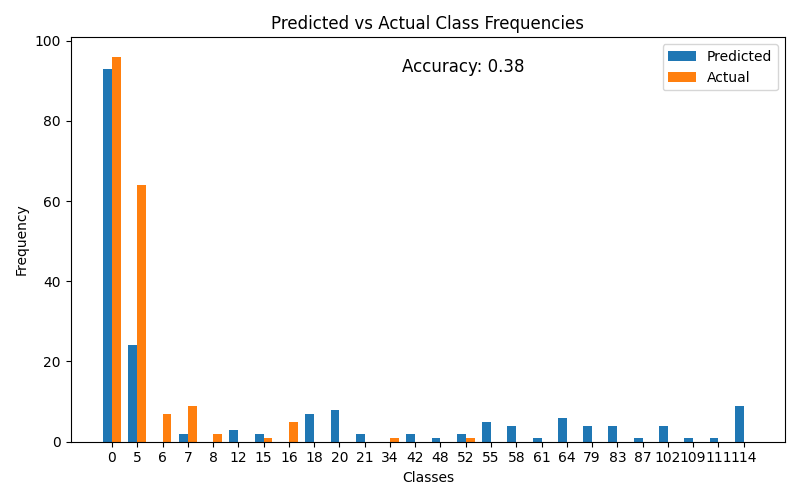 Predicted vs Actual Class Frequencies
Accuracy: 0.38
Predicted
Actual
Frequency
100
80
60
40
20
0
0 5 6 7 8 12 15 16 18 20 21 34 42 48 52 55 58 61 64 79 83 87 102 109 111 114
Classes